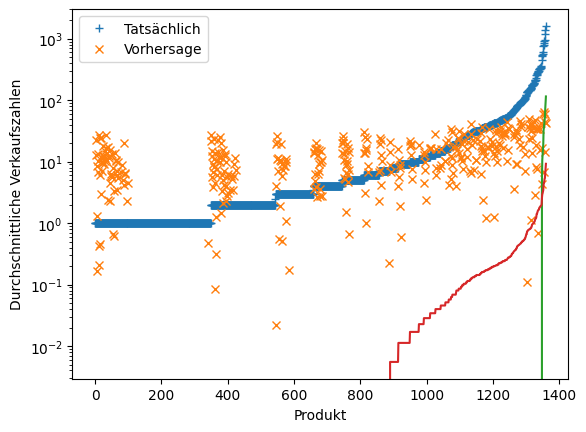 Tatsächlich
Vorhersage
Durchschnittliche Verkaufszahlen
10³
10²
10¹
10⁰
10⁻¹
10⁻²
0 200 400 600 800 1000 1200 1400
Produkt